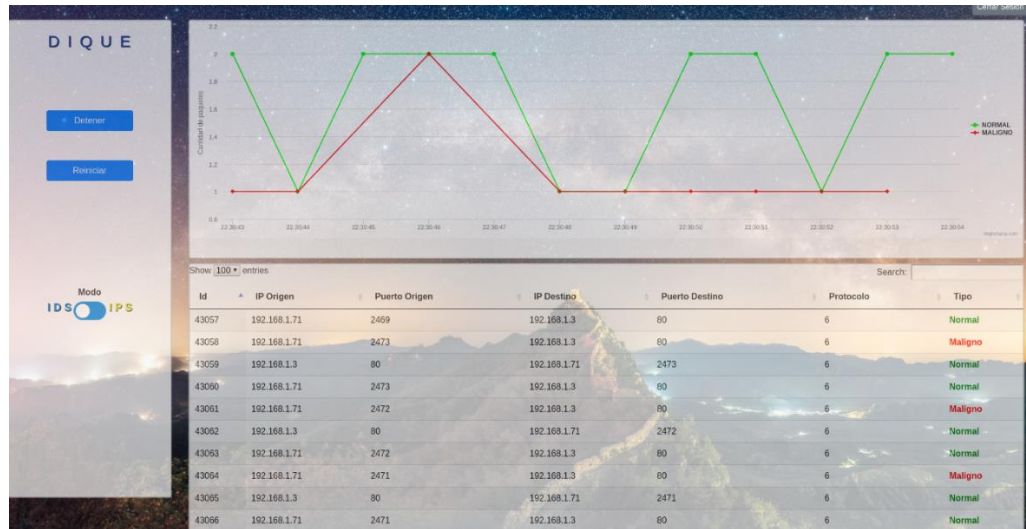 Cerrar Sesión
DIQUE
Detener
Reiniciar
Modo
IDS IPS
Cantidad de paquetes
2.2
2
1.8
1.6
1.4
1.2
1
0.8
22:30:43 22:30:44 22:30:45 22:30:46 22:30:47 22:30:48 22:30:49 22:30:50 22:30:51 22:30:52 22:30:53 22:30:54
NORMAL
MALIGNO
Highcharts.com
Show 100 entries
Search:
Id IP Origen Puerto Origen IP Destino Puerto Destino Protocolo Tipo
43057 192.168.1.71 2469 192.168.1.3 80 6 Normal
43058 192.168.1.71 2473 192.168.1.3 80 6 Maligno
43059 192.168.1.3 80 192.168.1.71 2473 6 Normal
43060 192.168.1.71 2473 192.168.1.3 80 6 Normal
43061 192.168.1.71 2472 192.168.1.3 80 6 Maligno
43062 192.168.1.3 80 192.168.1.71 2472 6 Normal
43063 192.168.1.71 2472 192.168.1.3 80 6 Normal
43064 192.168.1.71 2471 192.168.1.3 80 6 Maligno
43065 192.168.1.3 80 192.168.1.71 2471 6 Normal
43066 192.168.1.71 2471 192.168.1.3 80 6 Normal